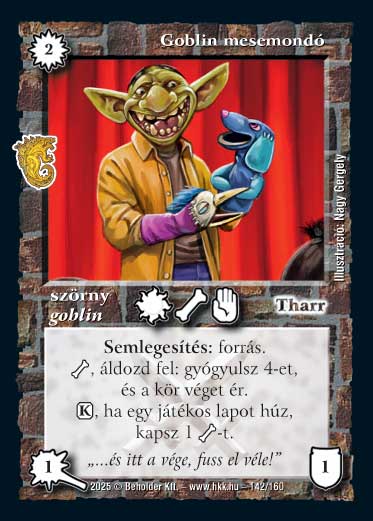 2
Goblin mesemondó
Illusztráció: Nagy Gergely
szörny
goblin
Tharr
Semlegesítés: forrás.
, áldozd fel: gyógyulsz 4-et,
és a kör véget ér.
K, ha egy játékos lapot húz,
kapsz 1 -t.
„...és itt a vége, fuss el véle!”
1
2025 © Beholder Kft. – www.hkk.hu – 142/160
1